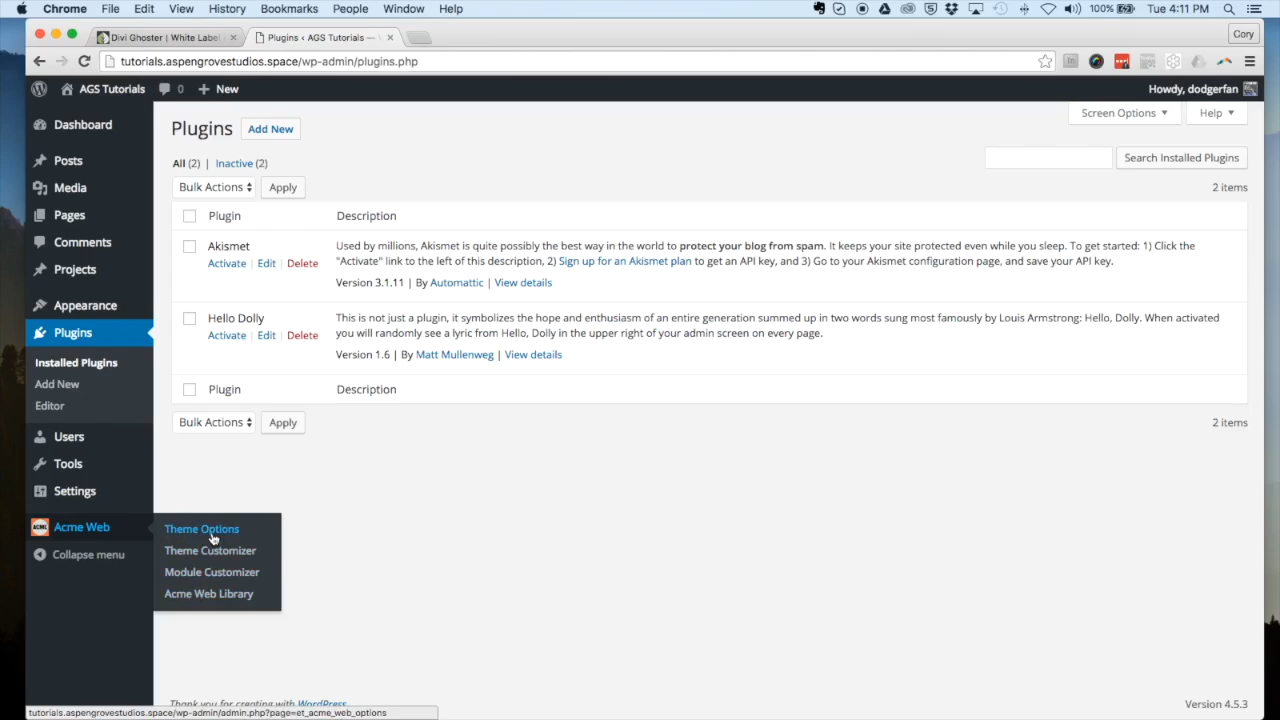 Chrome File Edit View History Bookmarks People Window Help 100% Tue 4:11 PM
Divi Ghoster | White Label × Plugins ‹ AGS Tutorials — × Cory
tutorials.aspengrovestudios.space/wp-admin/plugins.php
AGS Tutorials 0 + New Howdy, dodgerfan
Dashboard
Posts
Media
Pages
Comments
Projects
Appearance
Plugins
Installed Plugins
Add New
Editor
Users
Tools
Settings
Acme Web
Collapse menu
Theme Options
Theme Customizer
Module Customizer
Acme Web Library
Screen Options Help
Plugins Add New
All (2) | Inactive (2)
Search Installed Plugins
Bulk Actions Apply 2 items
Plugin Description
Akismet Used by millions, Akismet is quite possibly the best way in the world to protect your blog from spam. It keeps your site protected even while you sleep. To get started: 1) Click the
Activate | Edit | Delete "Activate" link to the left of this description, 2) Sign up for an Akismet plan to get an API key, and 3) Go to your Akismet configuration page, and save your API key.
Version 3.1.11 | By Automattic | View details
Hello Dolly This is not just a plugin, it symbolizes the hope and enthusiasm of an entire generation summed up in two words sung most famously by Louis Armstrong: Hello, Dolly. When activated
Activate | Edit | Delete you will randomly see a lyric from Hello, Dolly in the upper right of your admin screen on every page.
Version 1.6 | By Matt Mullenweg | View details
Plugin Description
Bulk Actions Apply 2 items
Thank you for creating with WordPress. Version 4.5.3
tutorials.aspengrovestudios.space/wp-admin/admin.php?page=et_acme_web_options